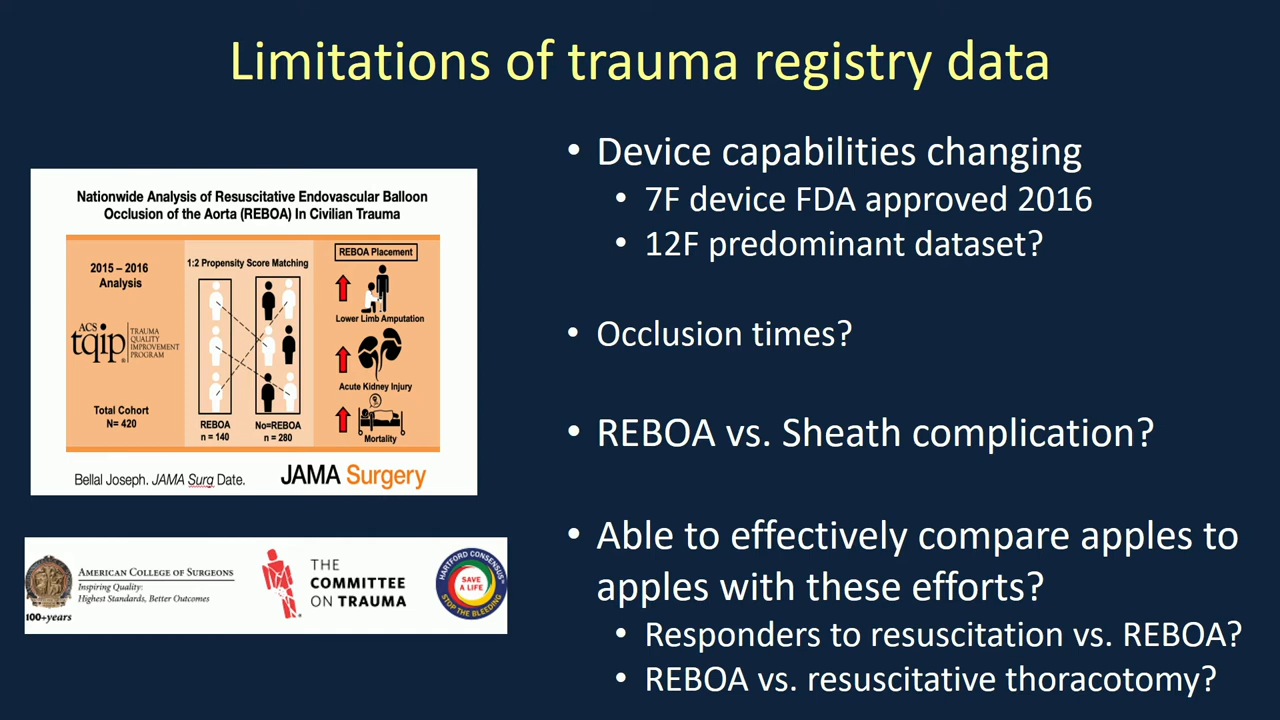 Limitations of trauma registry data
Nationwide Analysis of Resuscitative Endovascular Balloon
Occlusion of the Aorta (REBOA) In Civilian Trauma
2015 – 2016
Analysis
ACS
tqip®
TRAUMA
QUALITY
IMPROVEMENT
PROGRAM
Total Cohort
N= 420
1:2 Propensity Score Matching
REBOA
n = 140
No=REBOA
n = 280
REBOA Placement
Lower Limb Amputation
Acute Kidney Injury
Mortality
Bellal Joseph. JAMA Surg Date.
JAMA Surgery
AMERICAN COLLEGE OF SURGEONS
Inspiring Quality:
Highest Standards, Better Outcomes
100+years
THE
COMMITTEE
ON TRAUMA
HARTFORD CONSENSUS
SAVE
A LIFE
STOP THE BLEEDING
• Device capabilities changing
• 7F device FDA approved 2016
• 12F predominant dataset?
• Occlusion times?
• REBOA vs. Sheath complication?
• Able to effectively compare apples to
apples with these efforts?
• Responders to resuscitation vs. REBOA?
• REBOA vs. resuscitative thoracotomy?